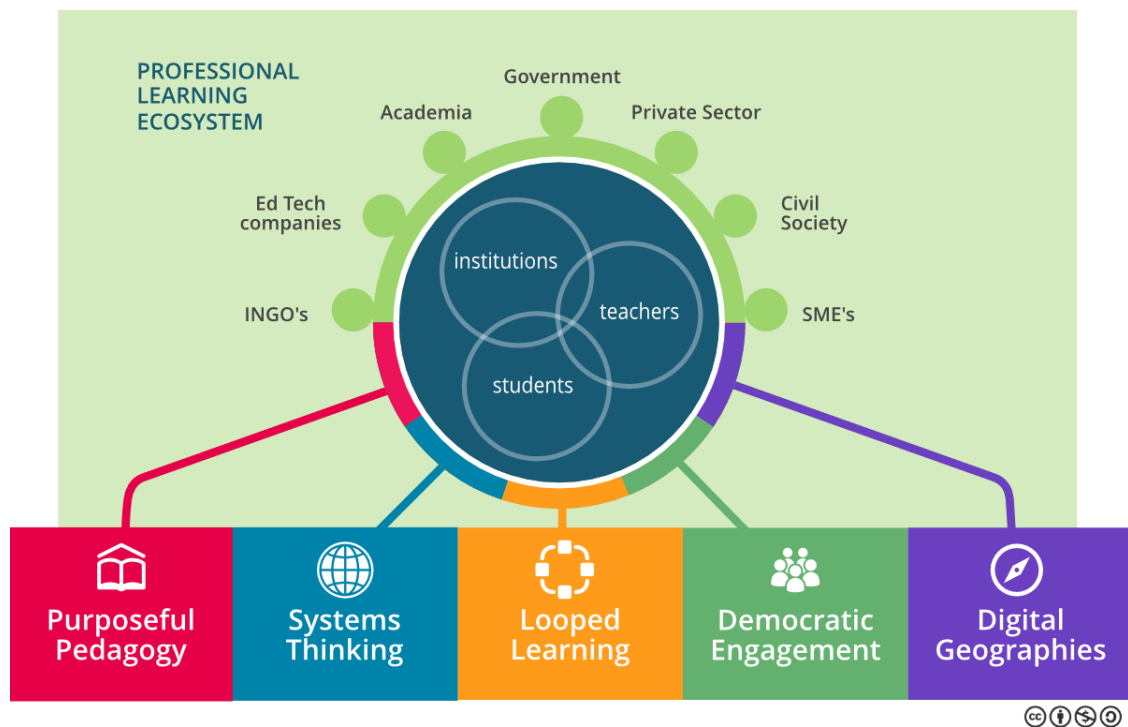 PROFESSIONAL
LEARNING
ECOSYSTEM
Government
Academia
Private Sector
Ed Tech
companies
Civil
Society
INGO's
SME's
institutions
teachers
students
Purposeful
Pedagogy
Systems
Thinking
Looped
Learning
Democratic
Engagement
Digital
Geographies
cc